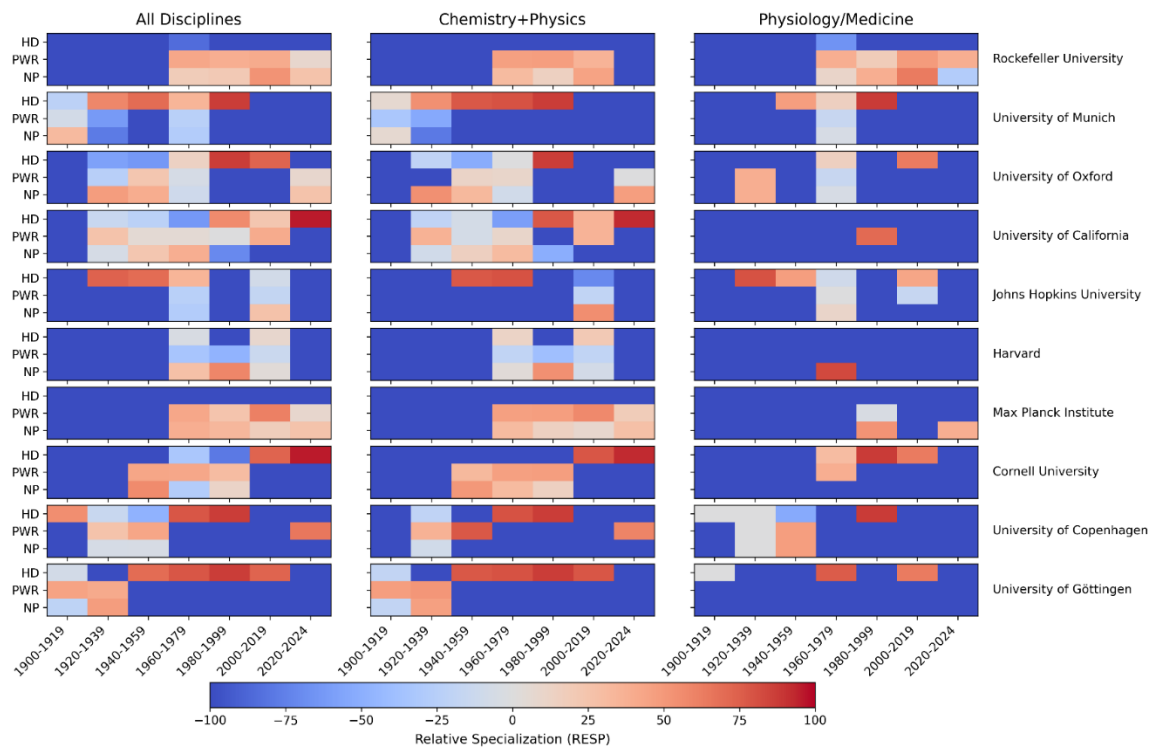 All Disciplines
Chemistry+Physics
Physiology/Medicine
HD
PWR
NP
Rockefeller University
HD
PWR
NP
University of Munich
HD
PWR
NP
University of Oxford
HD
PWR
NP
University of California
HD
PWR
NP
Johns Hopkins University
HD
PWR
NP
Harvard
HD
PWR
NP
Max Planck Institute
HD
PWR
NP
Cornell University
HD
PWR
NP
University of Copenhagen
HD
PWR
NP
University of Göttingen
1900-1919
1920-1939
1940-1959
1960-1979
1980-1999
2000-2019
2020-2024
1900-1919
1920-1939
1940-1959
1960-1979
1980-1999
2000-2019
2020-2024
1900-1919
1920-1939
1940-1959
1960-1979
1980-1999
2000-2019
2020-2024
−100 −75 −50 −25 0 25 50 75 100
Relative Specialization (RESP)